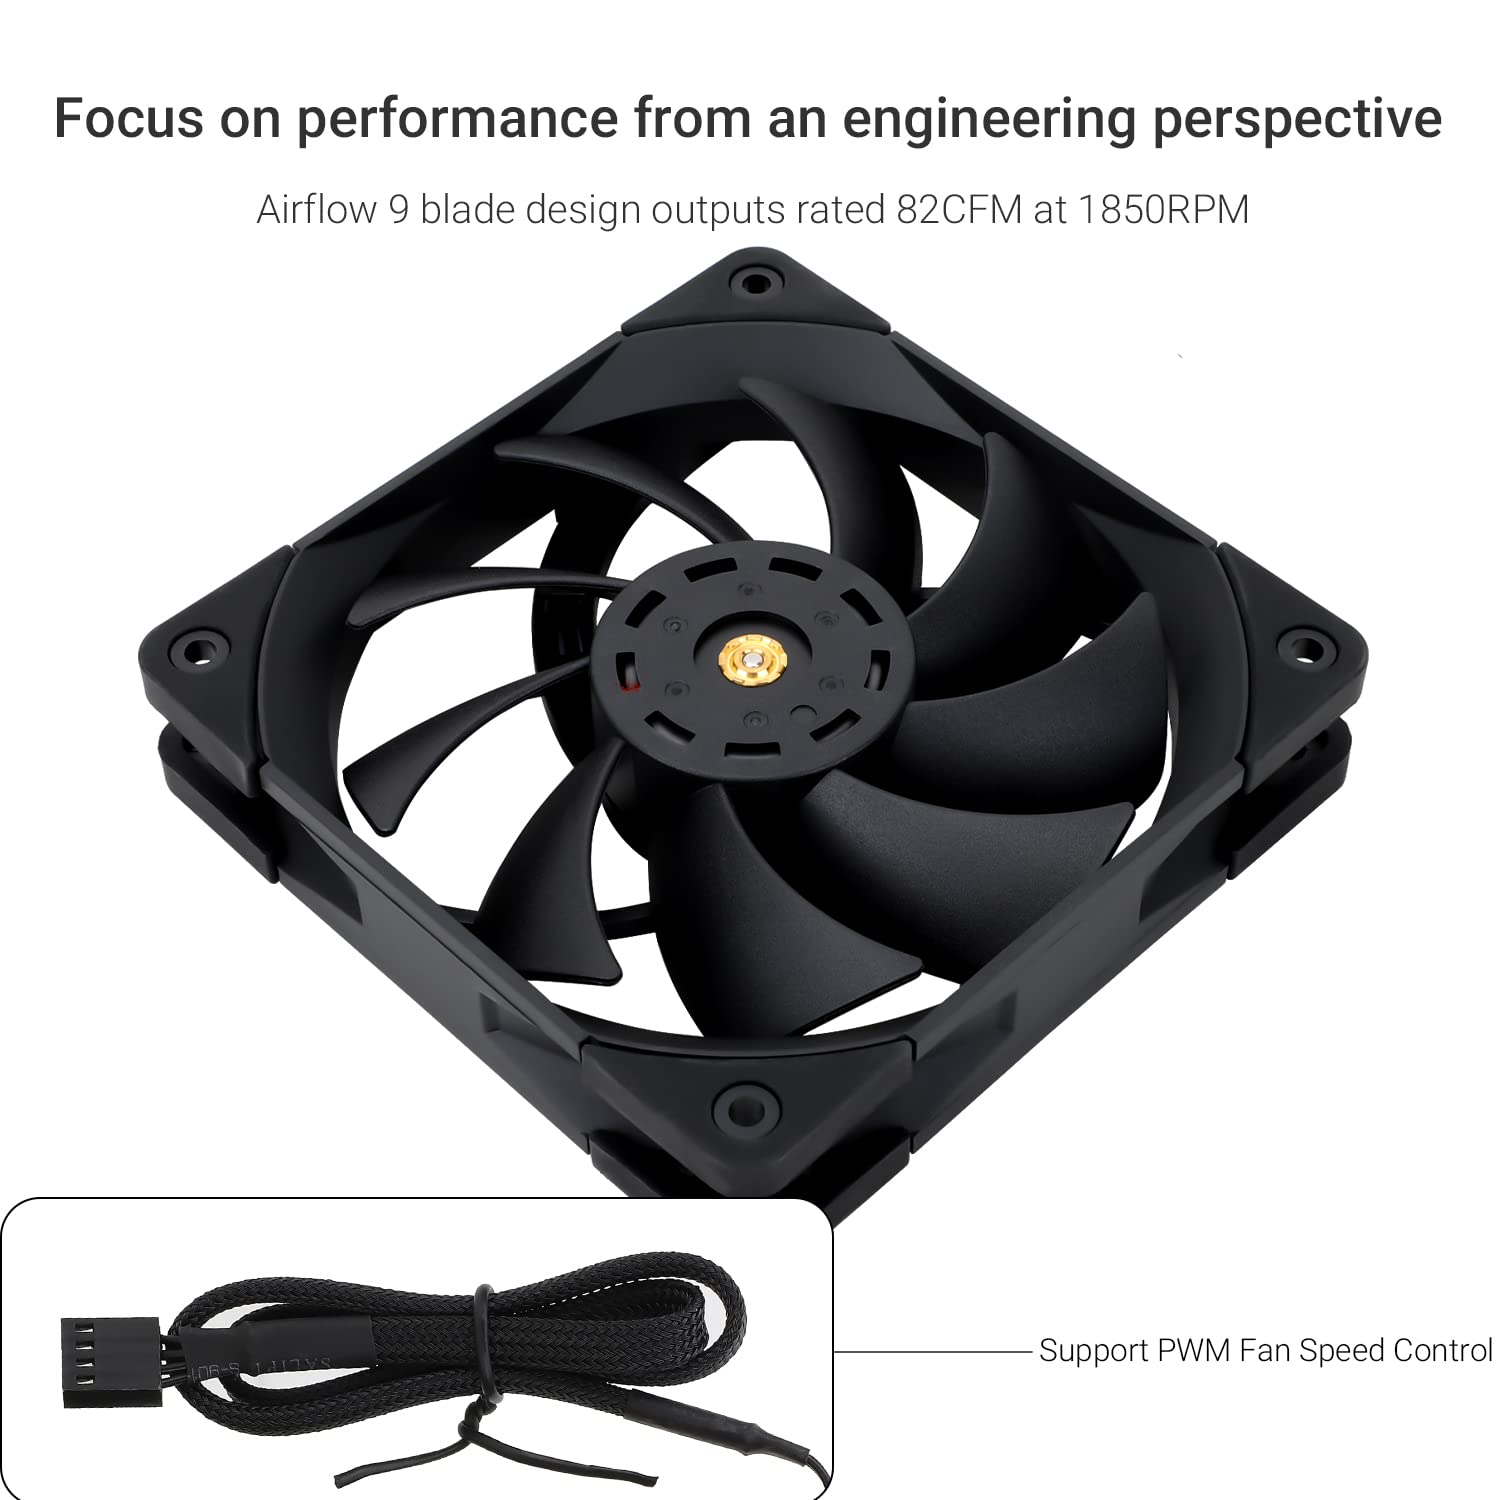 Focus on performance from an engineering perspective
Airflow 9 blade design outputs rated 82CFM at 1850RPM
Support PWM Fan Speed Control